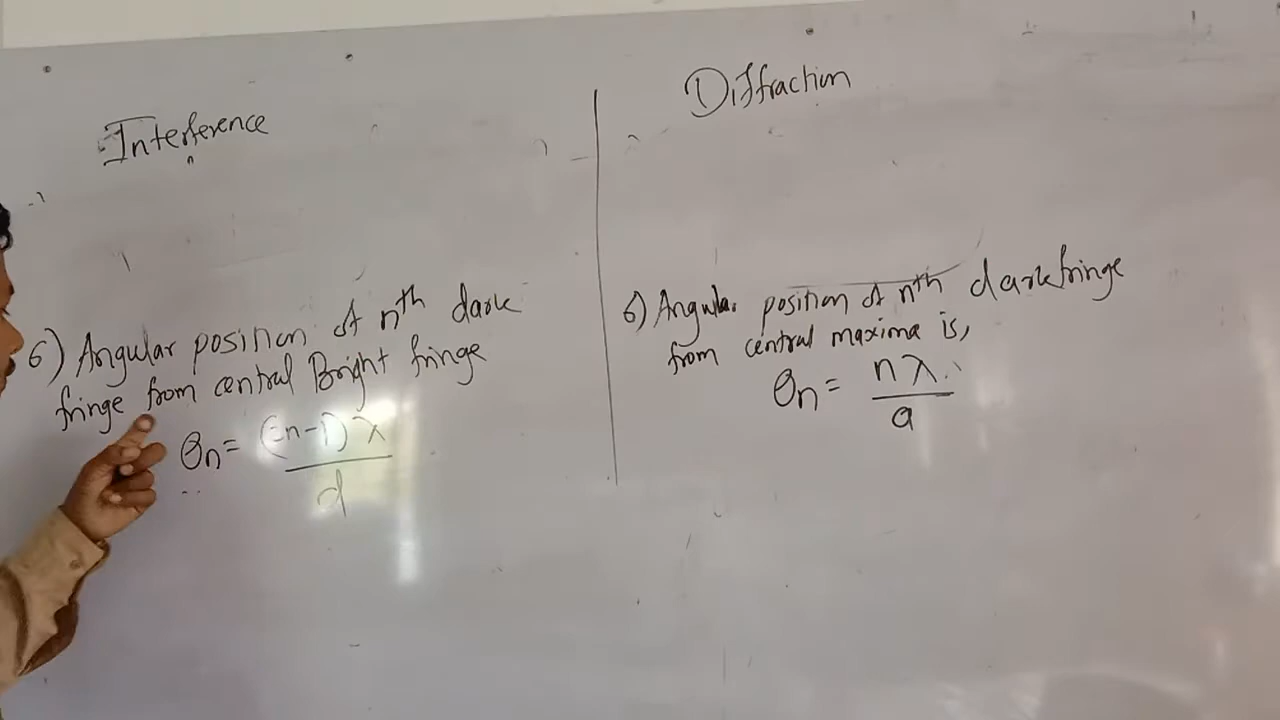 Interference
6) Angular position of nth dark
fringe from central Bright fringe
θn = (2n-1) λ
d
Diffraction
6) Angular position of nth dark fringe
from central maxima is,
θn = nλ
a